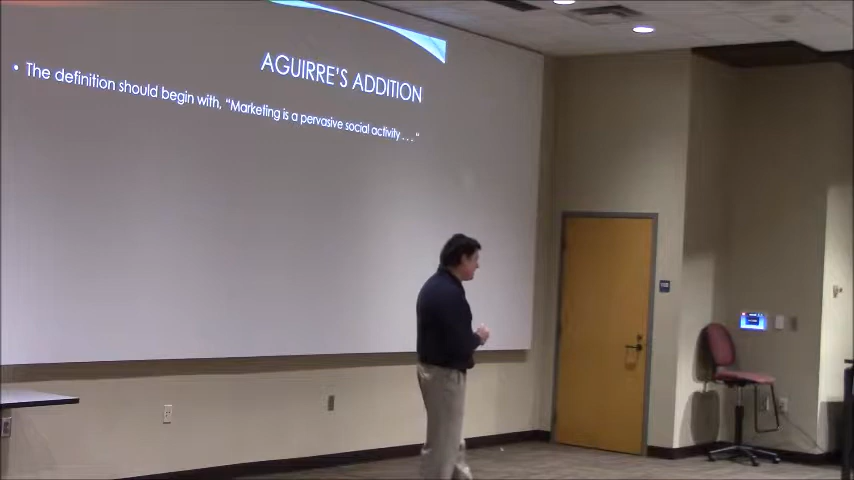 AGUIRRE'S ADDITION
• The definition should begin with, "Marketing is a pervasive social activity . . ."